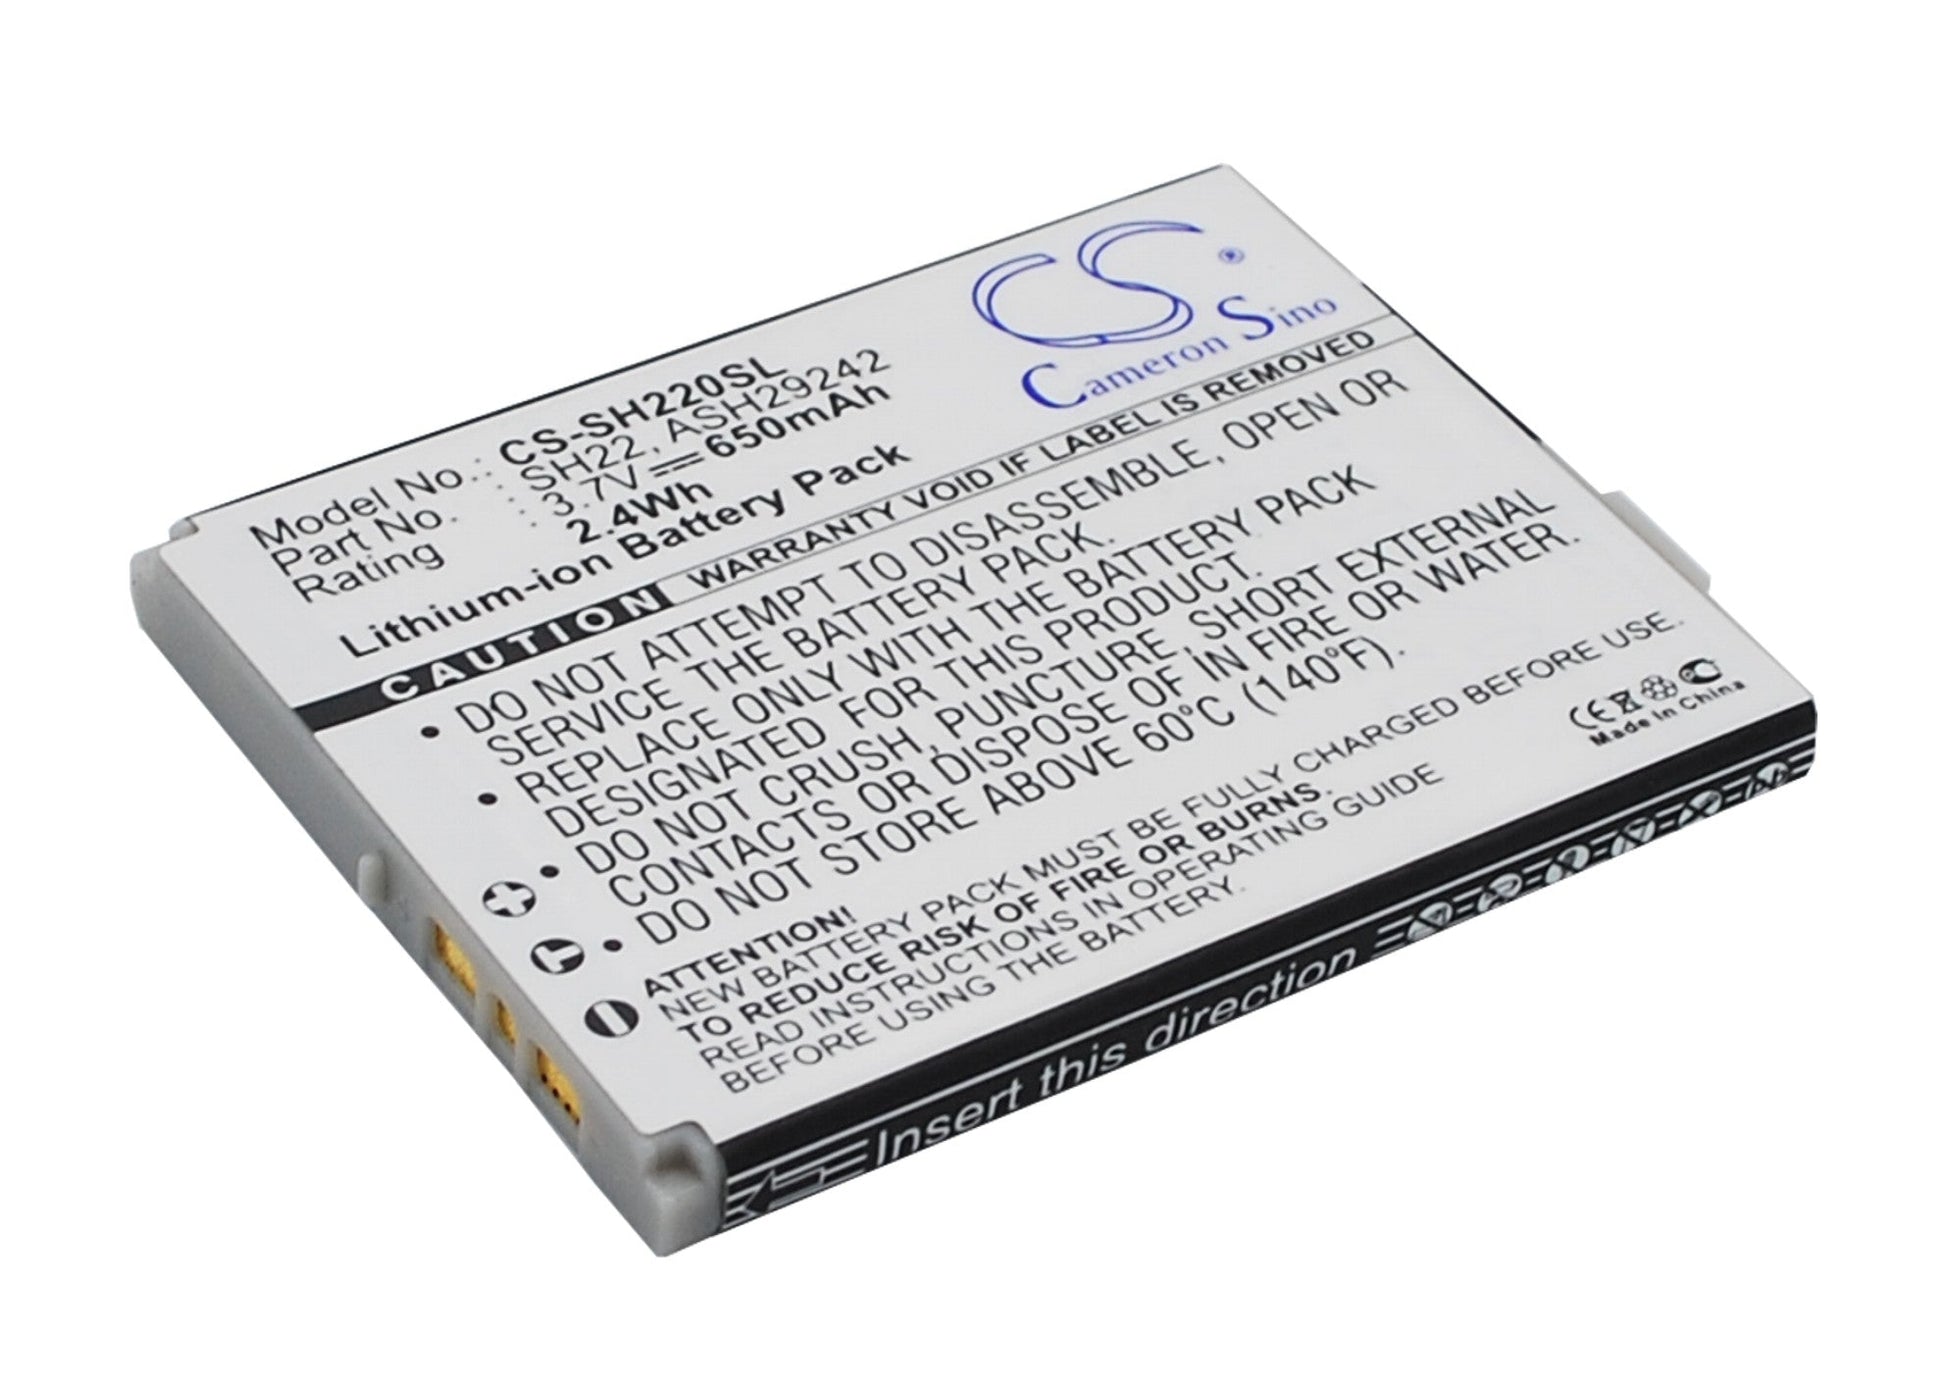 CS®
Cameron Sino
Model No. : CS-SH220SL
Part No. : SH22, ASH29242
Rating : 3.7V 650mAh
2.4Wh
Lithium-ion Battery Pack
CAUTION WARRANTY VOID IF LABEL IS REMOVED
• DO NOT ATTEMPT TO DISASSEMBLE, OPEN OR
SERVICE THE BATTERY PACK.
• REPLACE ONLY WITH THE BATTERY PACK
DESIGNATED FOR THIS PRODUCT.
• DO NOT CRUSH, PUNCTURE, SHORT EXTERNAL
CONTACTS OR DISPOSE OF IN FIRE OR WATER.
• DO NOT STORE ABOVE 60°C (140°F).
+
T
-
ATTENTION!
NEW BATTERY PACK MUST BE FULLY CHARGED BEFORE USE.
TO REDUCE RISK OF FIRE OR BURNS.
READ INSTRUCTIONS IN OPERATING GUIDE
BEFORE USING THE BATTERY.
CE
Made in China
Insert this direction